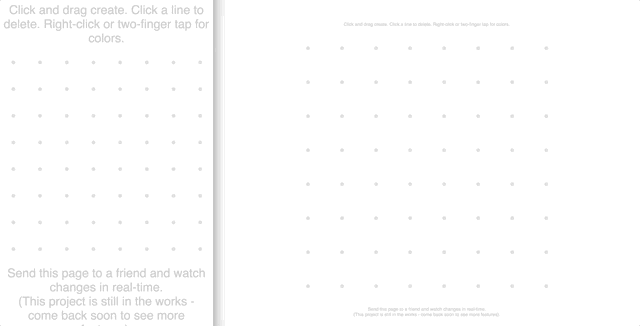 Click and drag create. Click a line to
delete. Right-click or two-finger tap for
colors.
Send this page to a friend and watch
changes in real-time.
(This project is still in the works -
come back soon to see more
Click and drag create. Click a line to delete. Right-click or two-finger tap for colors.
Send this page to a friend and watch changes in real-time.
(This project is still in the works - come back soon to see more features)